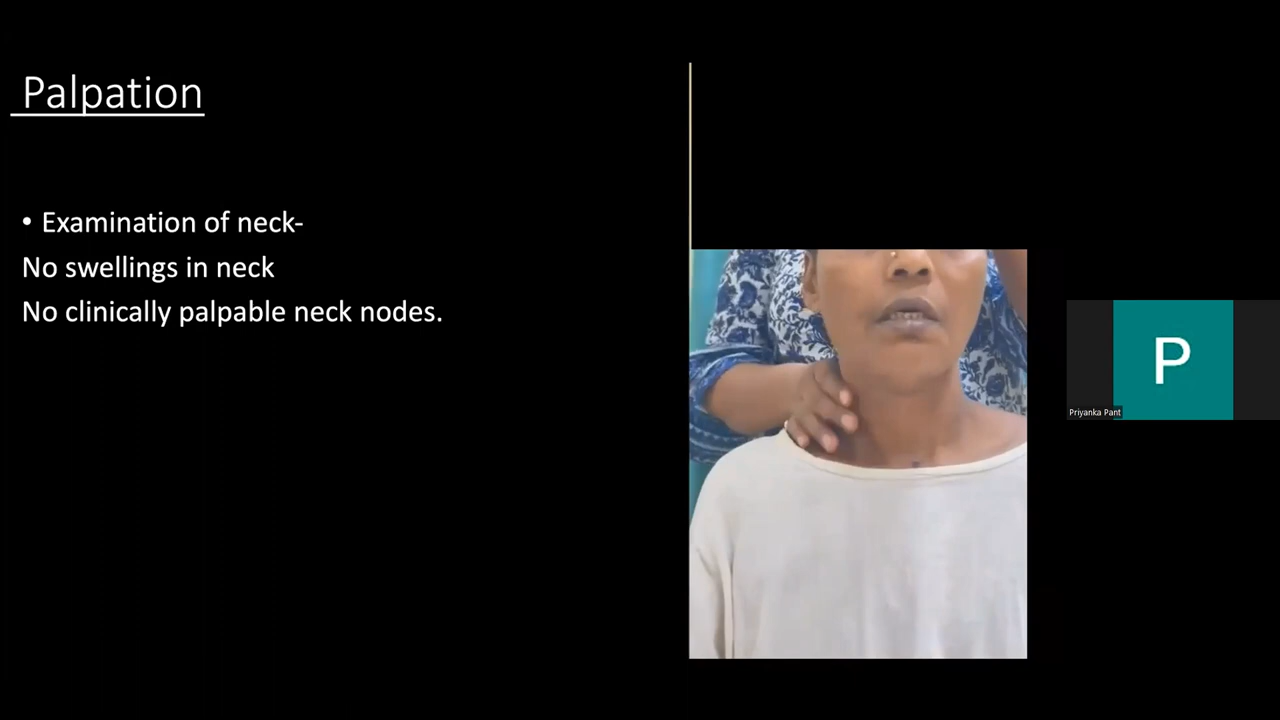 Palpation
• Examination of neck-
No swellings in neck
No clinically palpable neck nodes.
P
Priyanka Pant